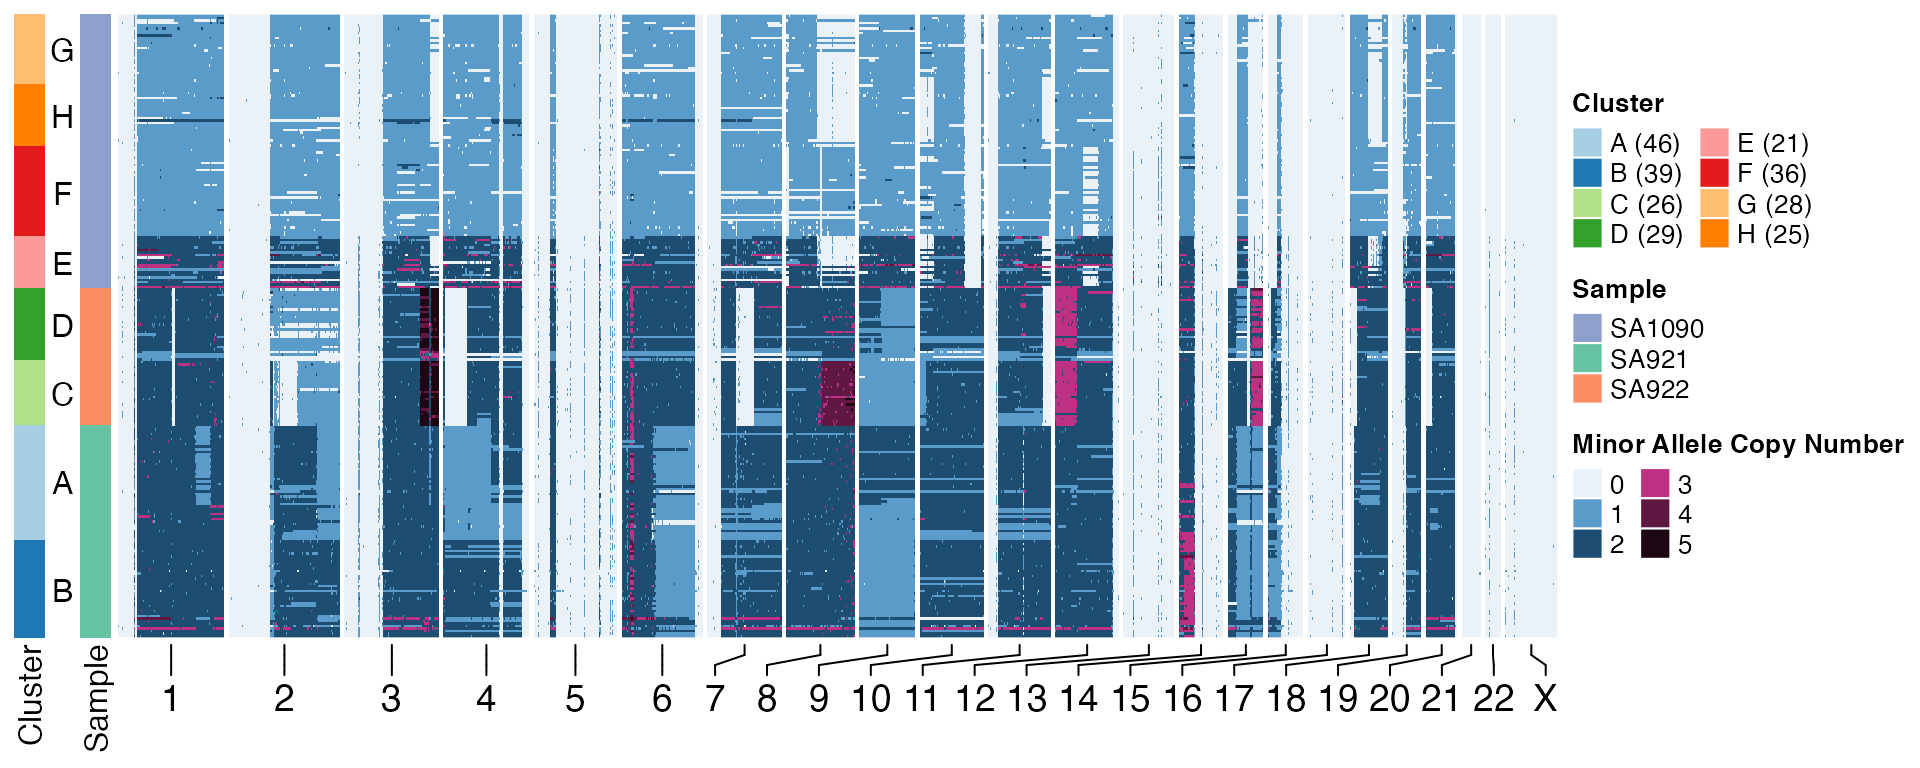 G
H
F
E
D
C
A
B
Cluster
Sample
1 2 3 4 5 6 7 8 9 10 11 12 13 14 15 16 17 18 19 20 21 22 X
Cluster
A (46) E (21)
B (39) F (36)
C (26) G (28)
D (29) H (25)
Sample
SA1090
SA921
SA922
Minor Allele Copy Number
0 3
1 4
2 5